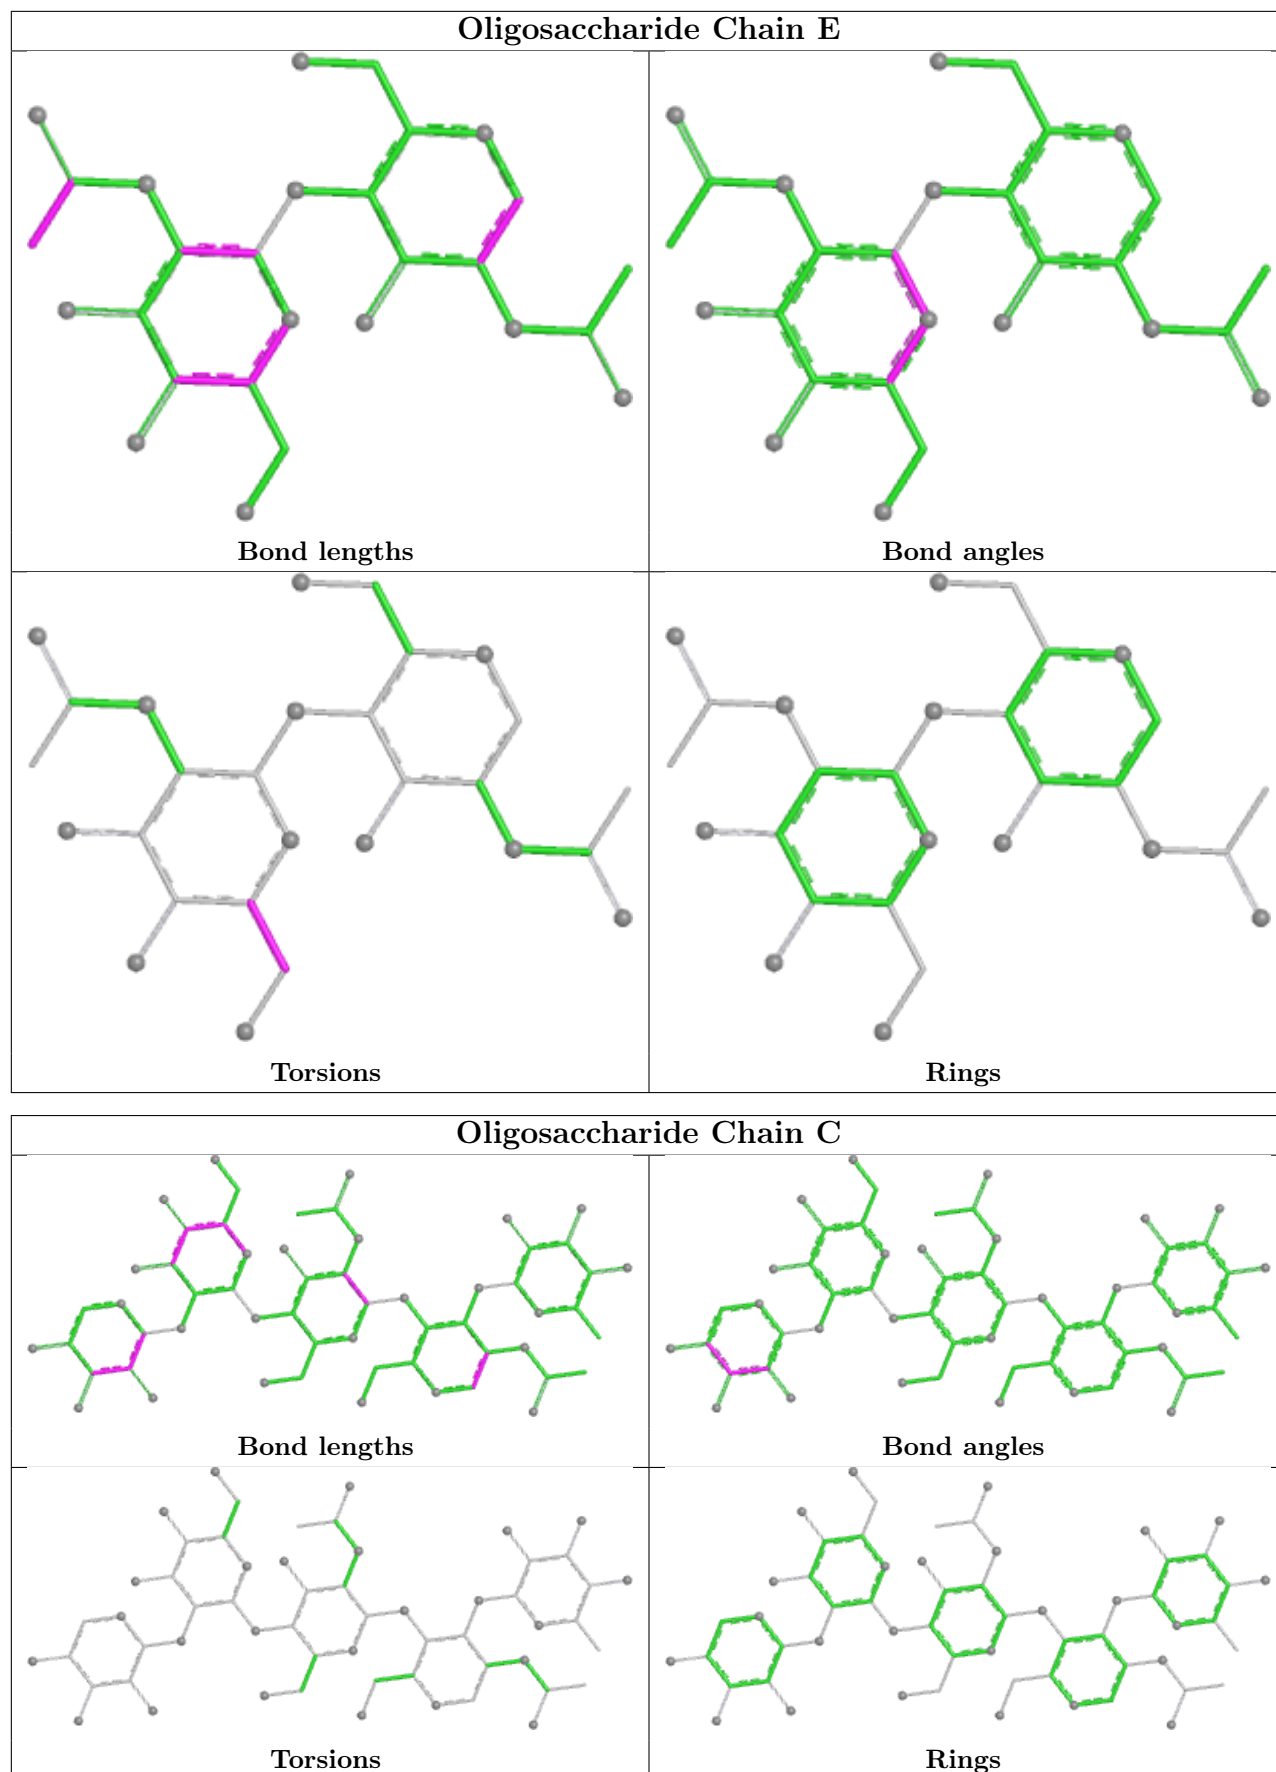 Oligosaccharide Chain E
Bond lengths
Bond angles
Torsions
Rings
Oligosaccharide Chain C
Bond lengths
Bond angles
Torsions
Rings